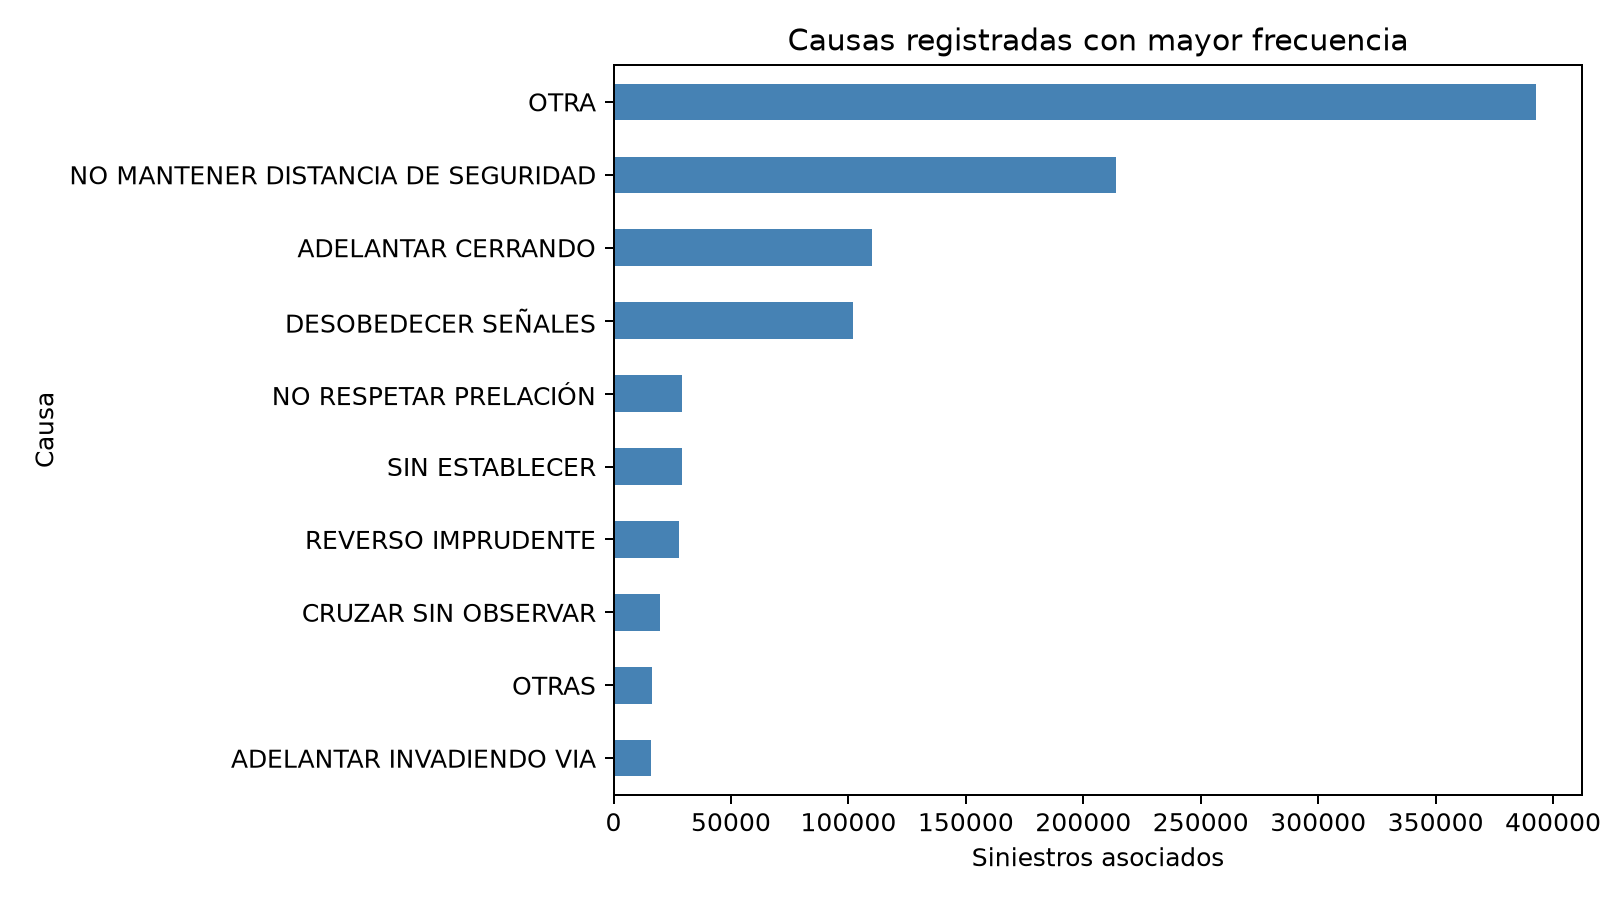 Causas registradas con mayor frecuencia
OTRA
NO MANTENER DISTANCIA DE SEGURIDAD
ADELANTAR CERRANDO
DESOBEDECER SEÑALES
NO RESPETAR PRELACIÓN
SIN ESTABLECER
REVERSO IMPRUDENTE
CRUZAR SIN OBSERVAR
OTRAS
ADELANTAR INVADIENDO VIA
Causa
0 50000 100000 150000 200000 250000 300000 350000 400000
Siniestros asociados